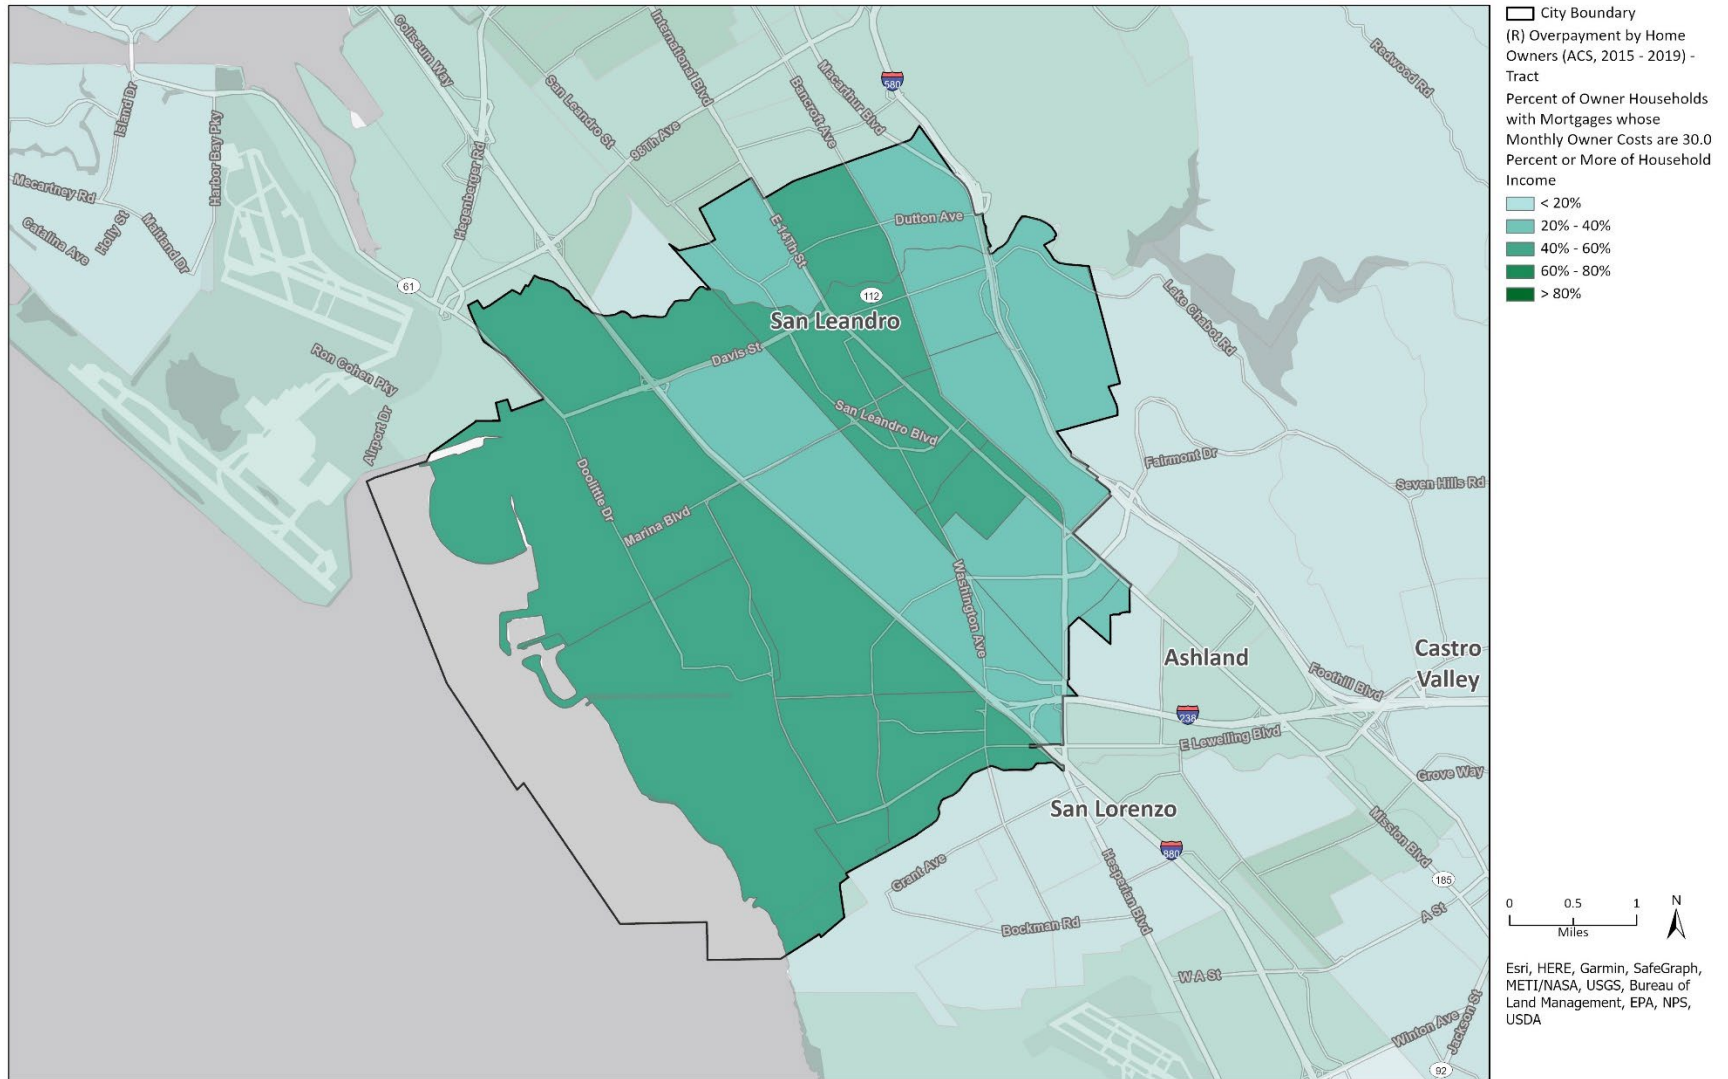 City Boundary
(R) Overpayment by Home
Owners (ACS, 2015 - 2019) -
Tract
Percent of Owner Households
with Mortgages whose
Monthly Owner Costs are 30.0
Percent or More of Household
Income
< 20%
20% - 40%
40% - 60%
60% - 80%
> 80%
Coliseum Way
International Blvd
San Leandro St
Bancroft Ave
Macarthur Blvd
580
Redwood Rd
Island Dr
Harbor Bay Pky
98Th Ave
Hegenberger Rd
Mecartney Rd
Holly St
Maitland Dr
Catalina Ave
E 14Th St
Dutton Ave
61
112
San Leandro
Lake Chabot Rd
Ron Cohen Pky
Davis St
Airport Dr
San Leandro Blvd
Fairmont Dr
Seven Hills Rd
Doolittle Dr
Marina Blvd
Washington Ave
Ashland
Castro
Valley
Foothill Blvd
238
E Lewelling Blvd
San Lorenzo
Grove Way
Mission Blvd
880
Grant Ave
Hesperian Blvd
185
A St
Bockman Rd
W A St
Winton Ave
Jackson St
92
0 0.5 1
Miles
N
Esri, HERE, Garmin, SafeGraph,
METI/NASA, USGS, Bureau of
Land Management, EPA, NPS,
USDA